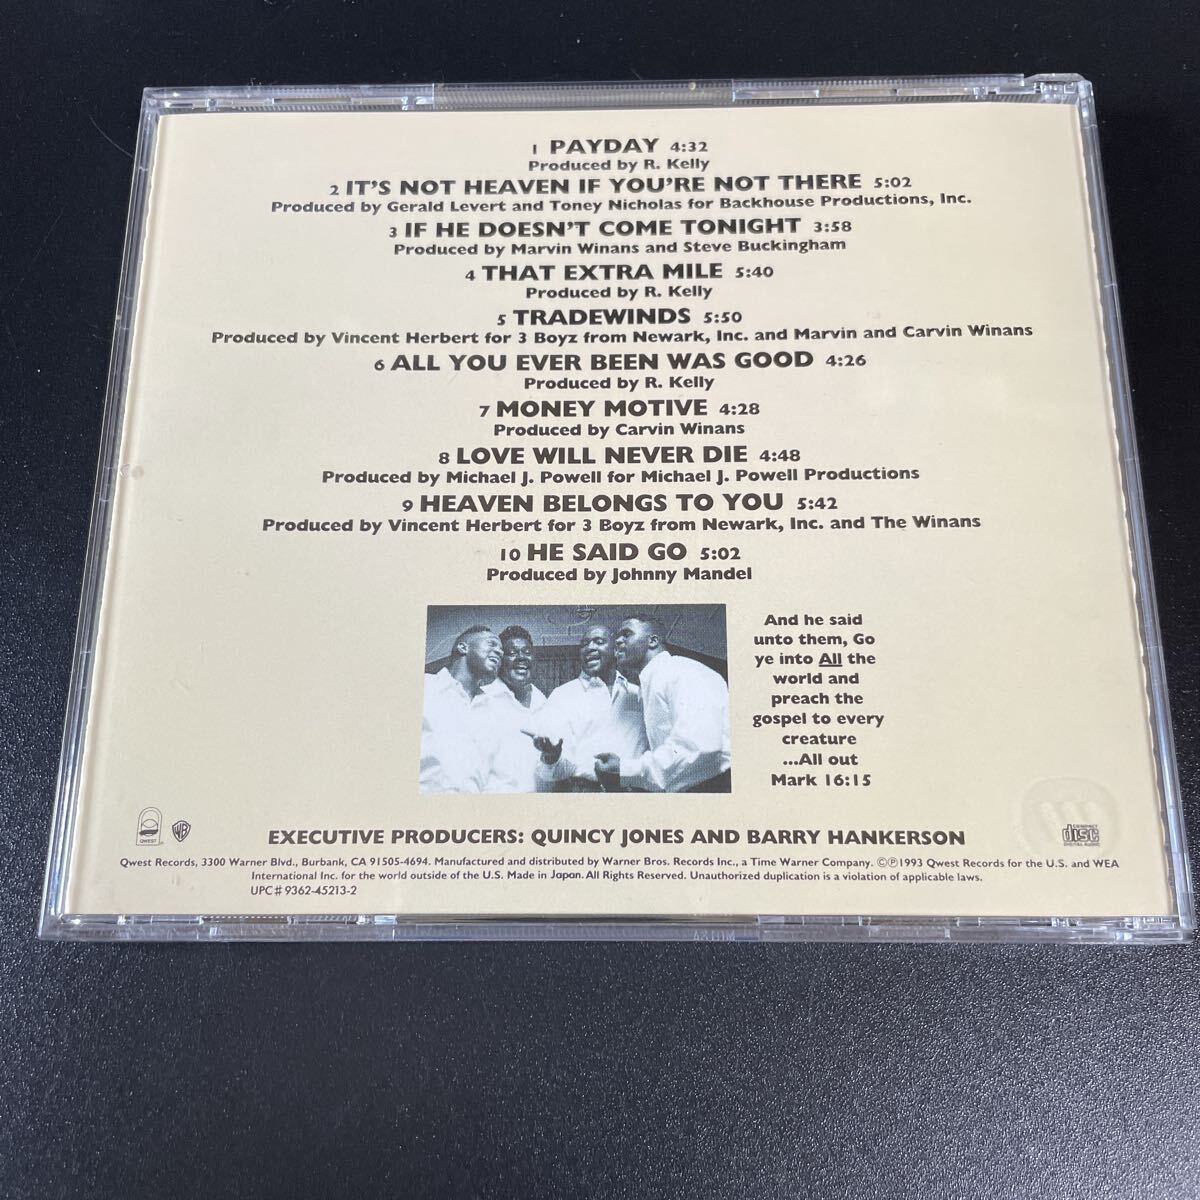 1 PAYDAY 4:32
Produced by R. Kelly
2 IT'S NOT HEAVEN IF YOU'RE NOT THERE 5:02
Produced by Gerald Levert and Toney Nicholas for Backhouse Productions, Inc.
3 IF HE DOESN'T COME TONIGHT 3:58
Produced by Marvin Winans and Steve Buckingham
4 THAT EXTRA MILE 5:40
Produced by R. Kelly
5 TRADEWINDS 5:50
Produced by Vincent Herbert for 3 Boyz from Newark, Inc. and Marvin and Carvin Winans
6 ALL YOU EVER BEEN WAS GOOD 4:26
Produced by R. Kelly
7 MONEY MOTIVE 4:28
Produced by Carvin Winans
8 LOVE WILL NEVER DIE 4:48
Produced by Michael J. Powell for Michael J. Powell Productions
9 HEAVEN BELONGS TO YOU 5:42
Produced by Vincent Herbert for 3 Boyz from Newark, Inc. and The Winans
10 HE SAID GO 5:02
Produced by Johnny Mandel
And he said
unto them, Go
ye into All the
world and
preach the
gospel to every
creature
...All out
Mark 16:15
QWEST
WB
EXECUTIVE PRODUCERS: QUINCY JONES AND BARRY HANKERSON
COMPACT
disc
DIGITAL AUDIO
Qwest Records, 3300 Warner Blvd., Burbank, CA 91505-4694. Manufactured and distributed by Warner Bros. Records Inc., a Time Warner Company. ©℗1993 Qwest Records for the U.S. and WEA
International Inc. for the world outside of the U.S. Made in Japan. All Rights Reserved. Unauthorized duplication is a violation of applicable laws.
UPC# 9362-45213-2